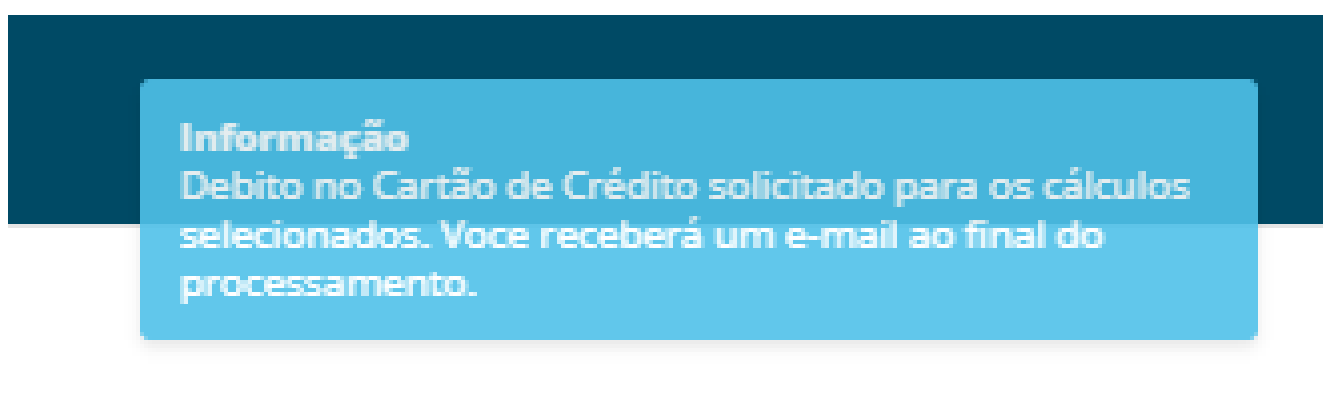 Informação
Debito no Cartão de Crédito solicitado para os cálculos
selecionados. Voce receberá um e-mail ao final do
processamento.